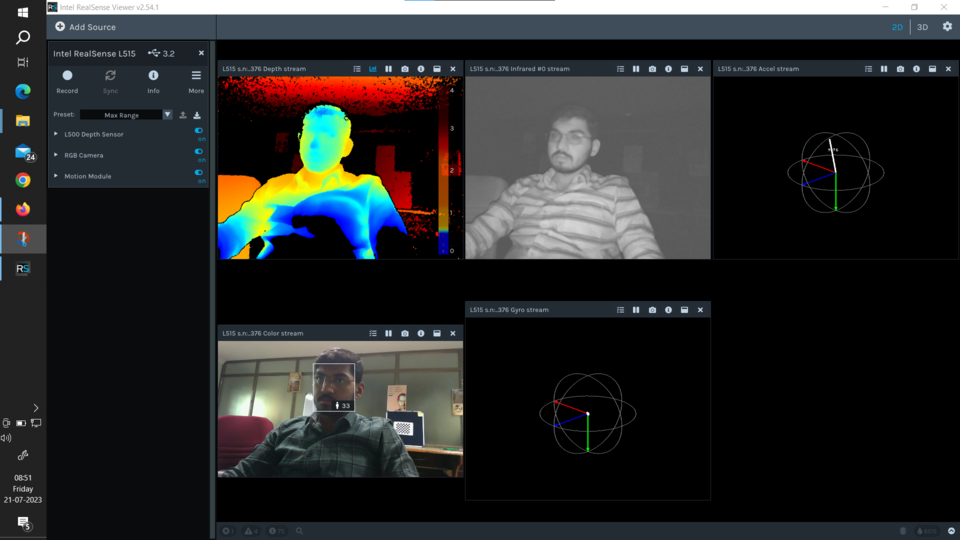 Intel RealSense Viewer v2.54.1
Add Source
2D
3D
Intel RealSense L515
3.2
Record
Sync
Info
More
Preset:
Max Range
L500 Depth Sensor
on
RGB Camera
on
Motion Module
on
L515 s.n:..376 Depth stream
4
3
2
1
0
L515 s.n:..376 Infrared #0 stream
L515 s.n:..376 Accel stream
L515 s.n:..376 Color stream
33
L515 s.n:..376 Gyro stream
24
RS
08:51
Friday
21-07-2023
5